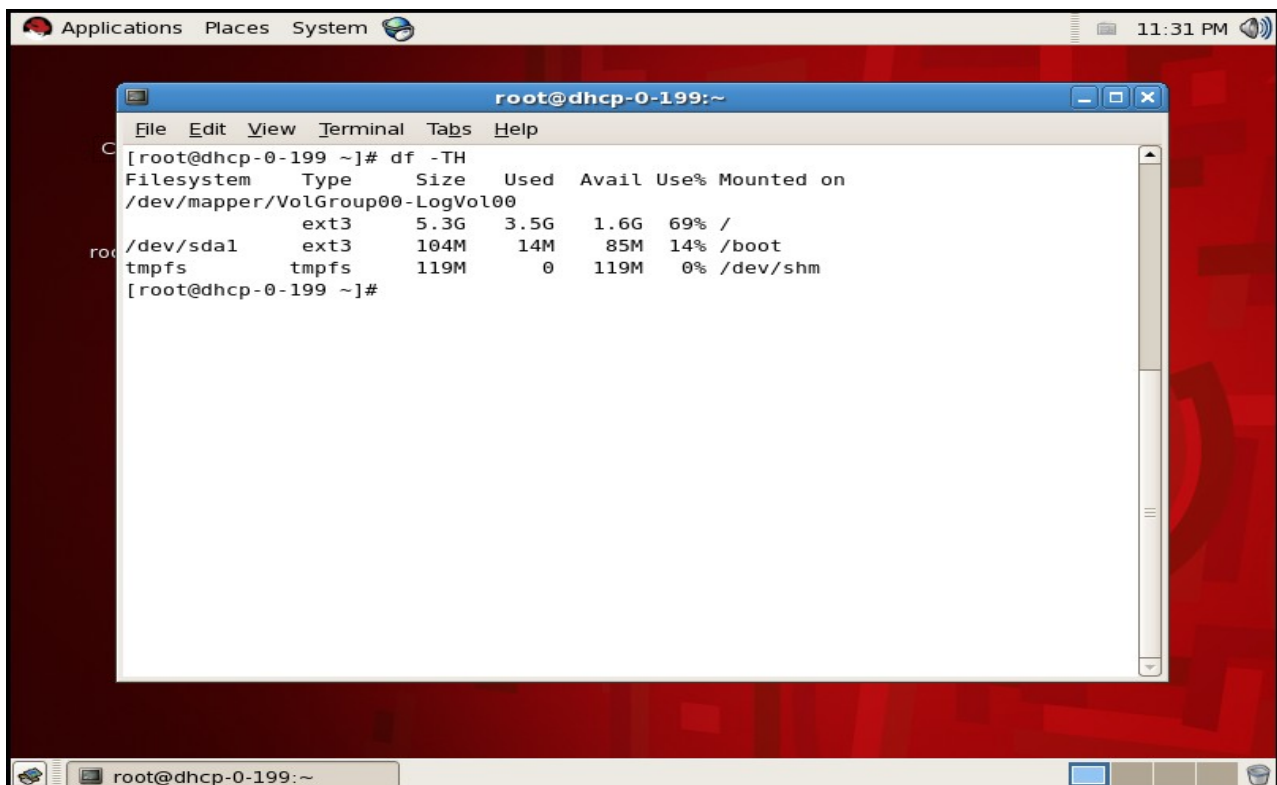 Applications Places System 11:31 PM
root@dhcp-0-199:~
File Edit View Terminal Tabs Help
[root@dhcp-0-199 ~]# df -TH
Filesystem Type Size Used Avail Use% Mounted on
/dev/mapper/VolGroup00-LogVol00
ext3 5.3G 3.5G 1.6G 69% /
/dev/sda1 ext3 104M 14M 85M 14% /boot
tmpfs tmpfs 119M 0 119M 0% /dev/shm
[root@dhcp-0-199 ~]#
root@dhcp-0-199:~